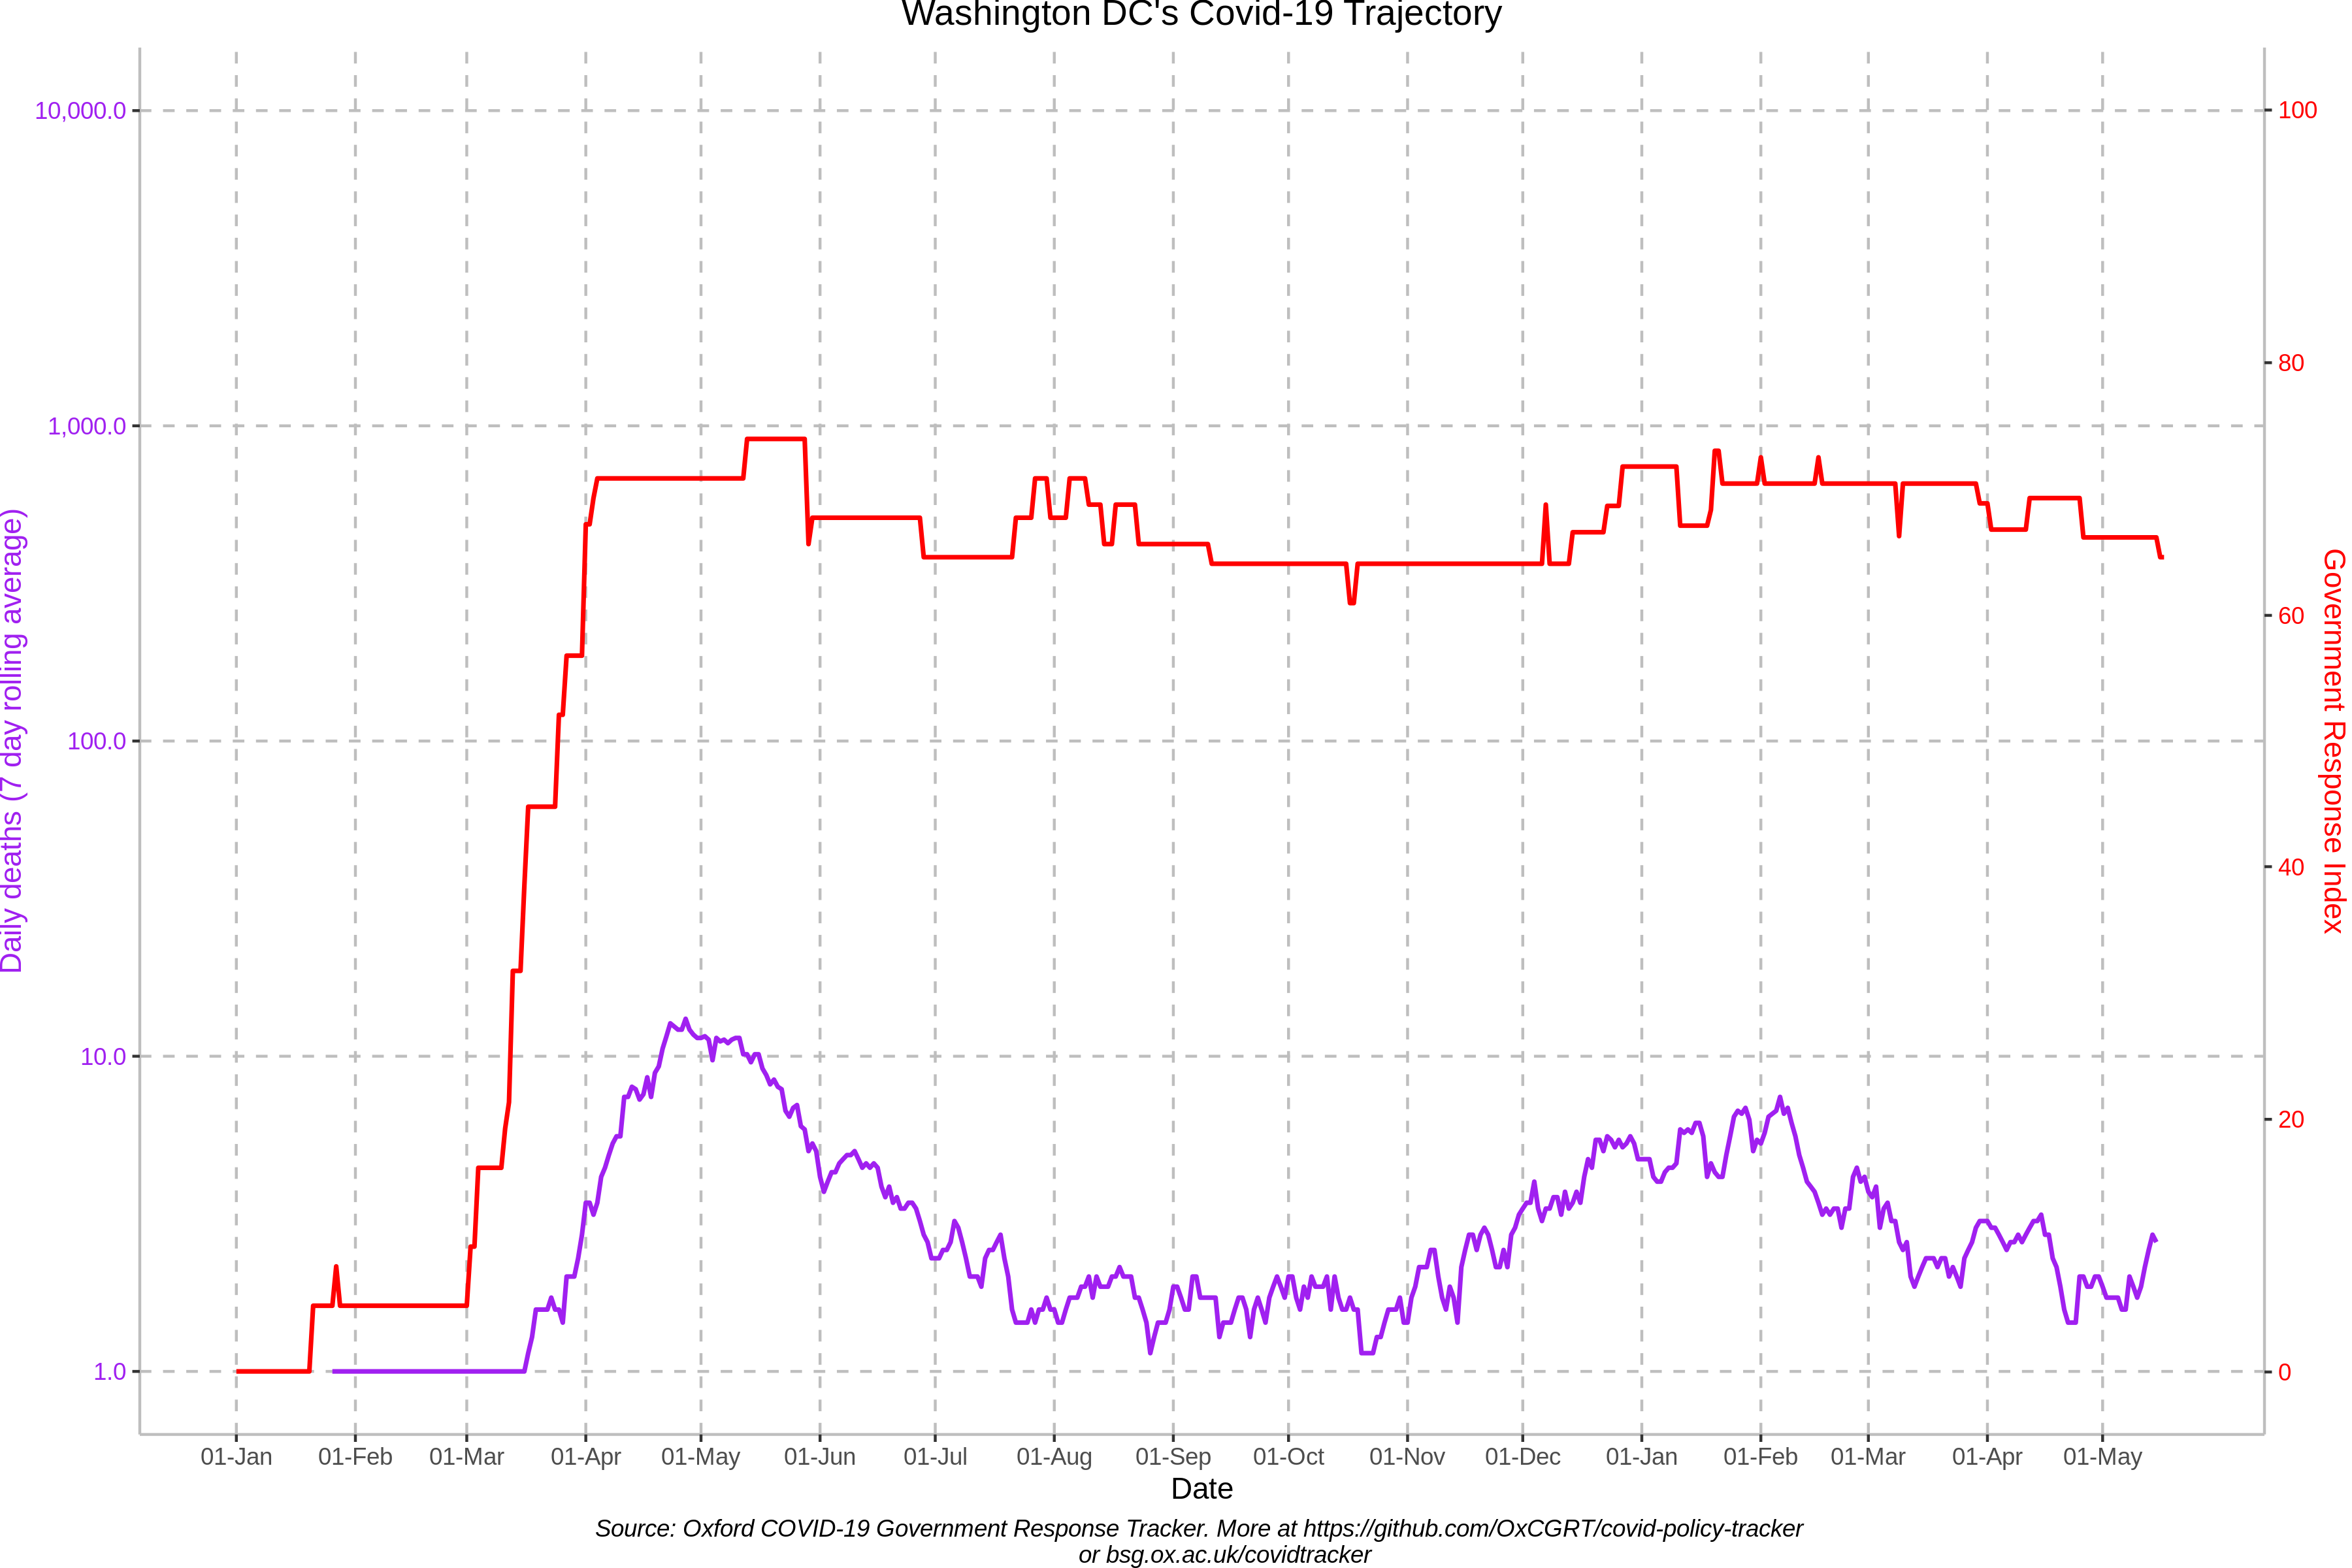 Washington DC's Covid-19 Trajectory
10,000.0
1,000.0
100.0
10.0
1.0
Daily deaths (7 day rolling average)
100
80
60
40
20
0
Government Response Index
01-Jan 01-Feb 01-Mar 01-Apr 01-May 01-Jun 01-Jul 01-Aug 01-Sep 01-Oct 01-Nov 01-Dec 01-Jan 01-Feb 01-Mar 01-Apr 01-May
Date
Source: Oxford COVID-19 Government Response Tracker. More at https://github.com/OxCGRT/covid-policy-tracker
or bsg.ox.ac.uk/covidtracker